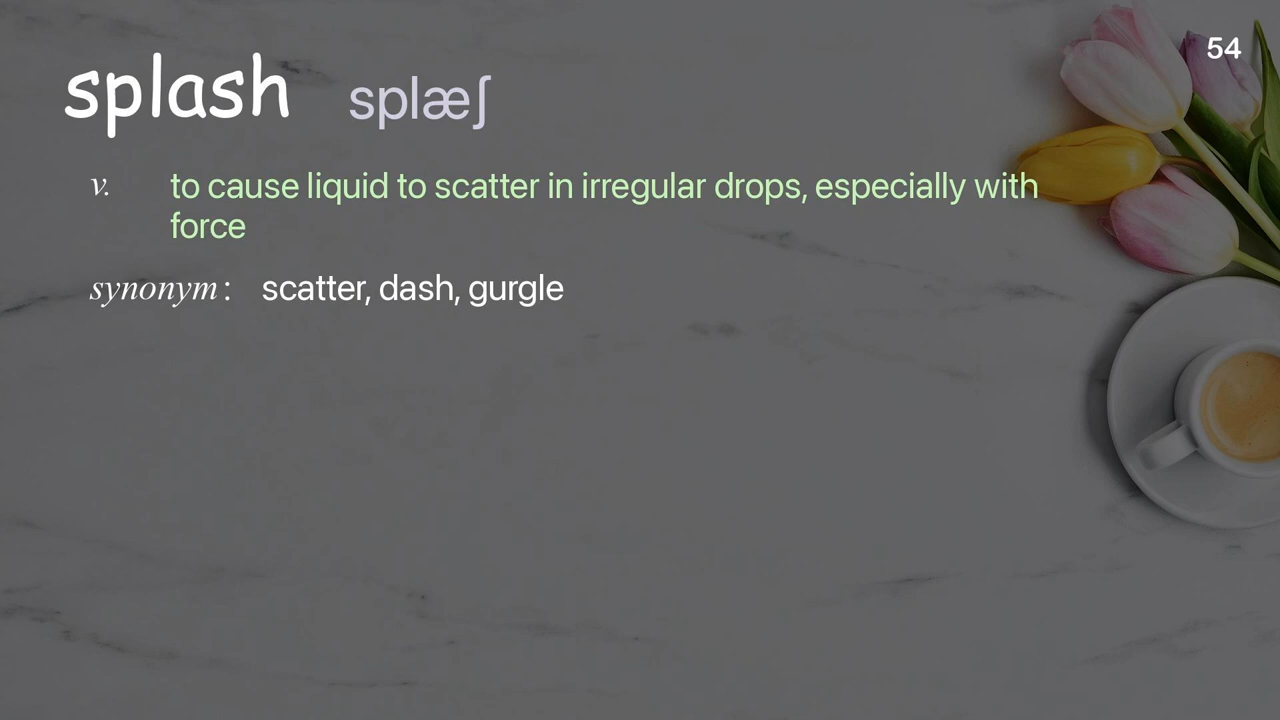 54
splash splæʃ
v. to cause liquid to scatter in irregular drops, especially with
force
synonym: scatter, dash, gurgle